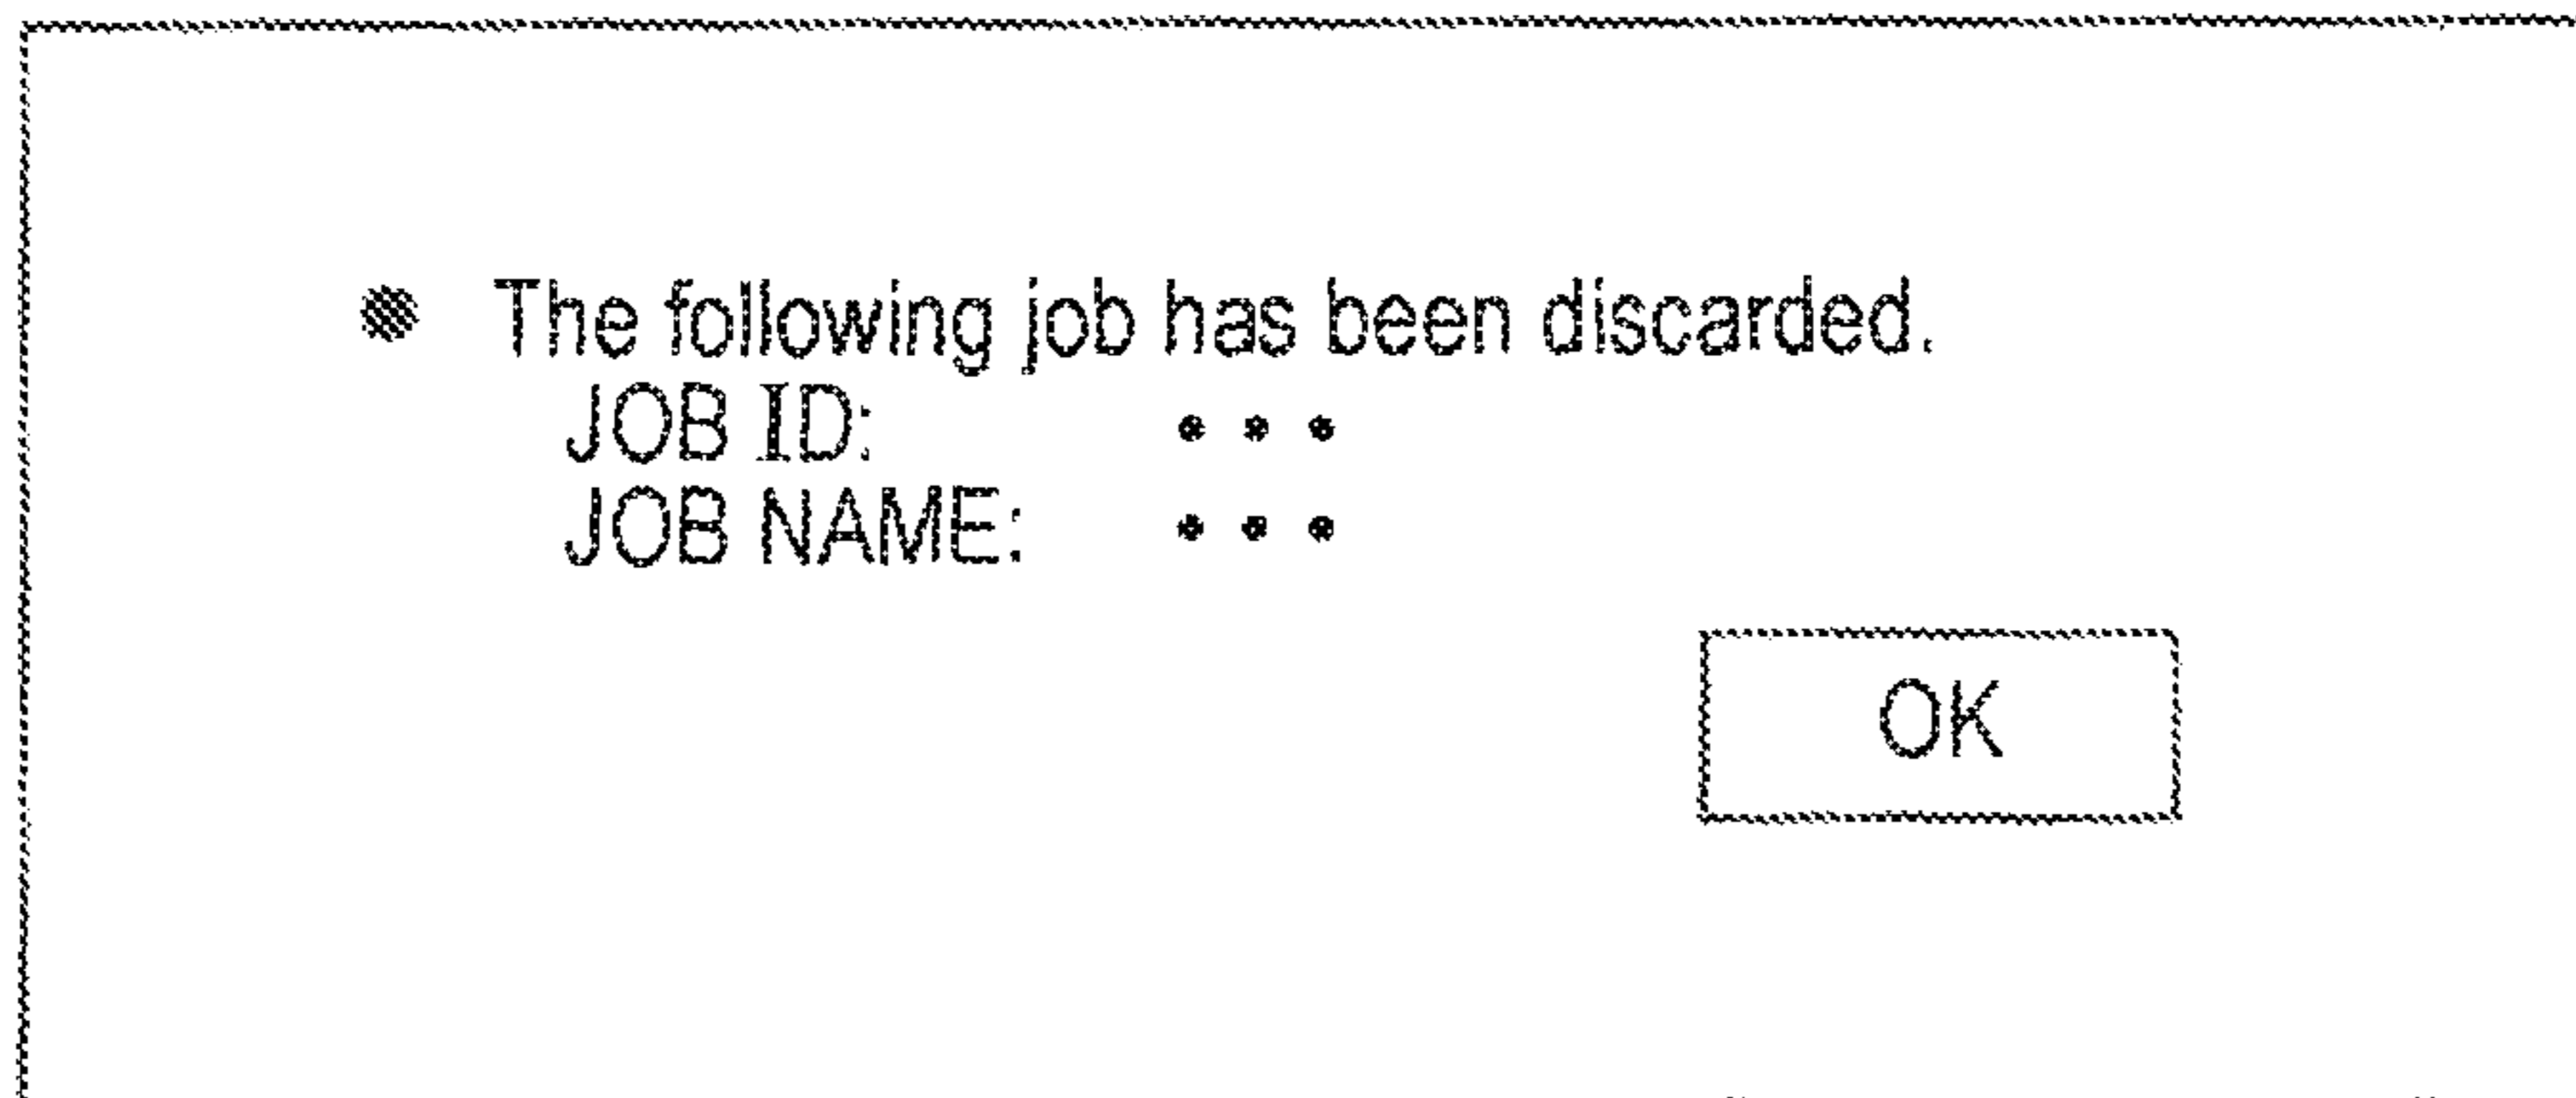 ● The following job has been discarded.
JOB ID: • • •
JOB NAME: • • •
OK